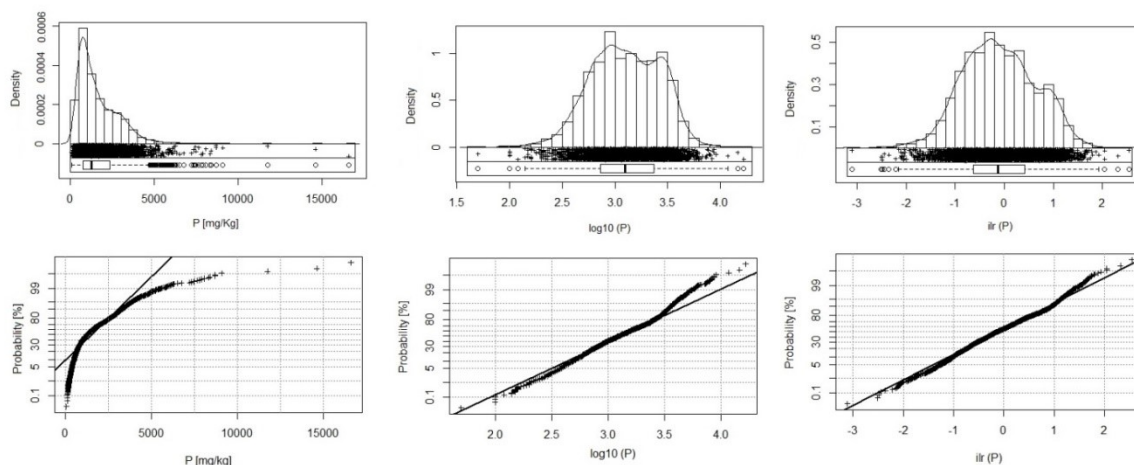 Density
0.0006
0.0004
0.0002
0
0 5000 10000 15000
P [mg/Kg]
Density
1
0.5
0
1.5 2.0 2.5 3.0 3.5 4.0
log10 (P)
Density
0.5
0.4
0.3
0.2
0.1
-3 -2 -1 0 1 2
ilr (P)
Probability [%]
99
80
30
5
0.1
0 5000 10000 15000
P [mg/kg]
Probability [%]
99
80
30
5
0.1
2.0 2.5 3.0 3.5 4.0
log10 (P)
Probability [%]
99
80
30
5
0.1
-3 -2 -1 0 1 2
ilr (P)